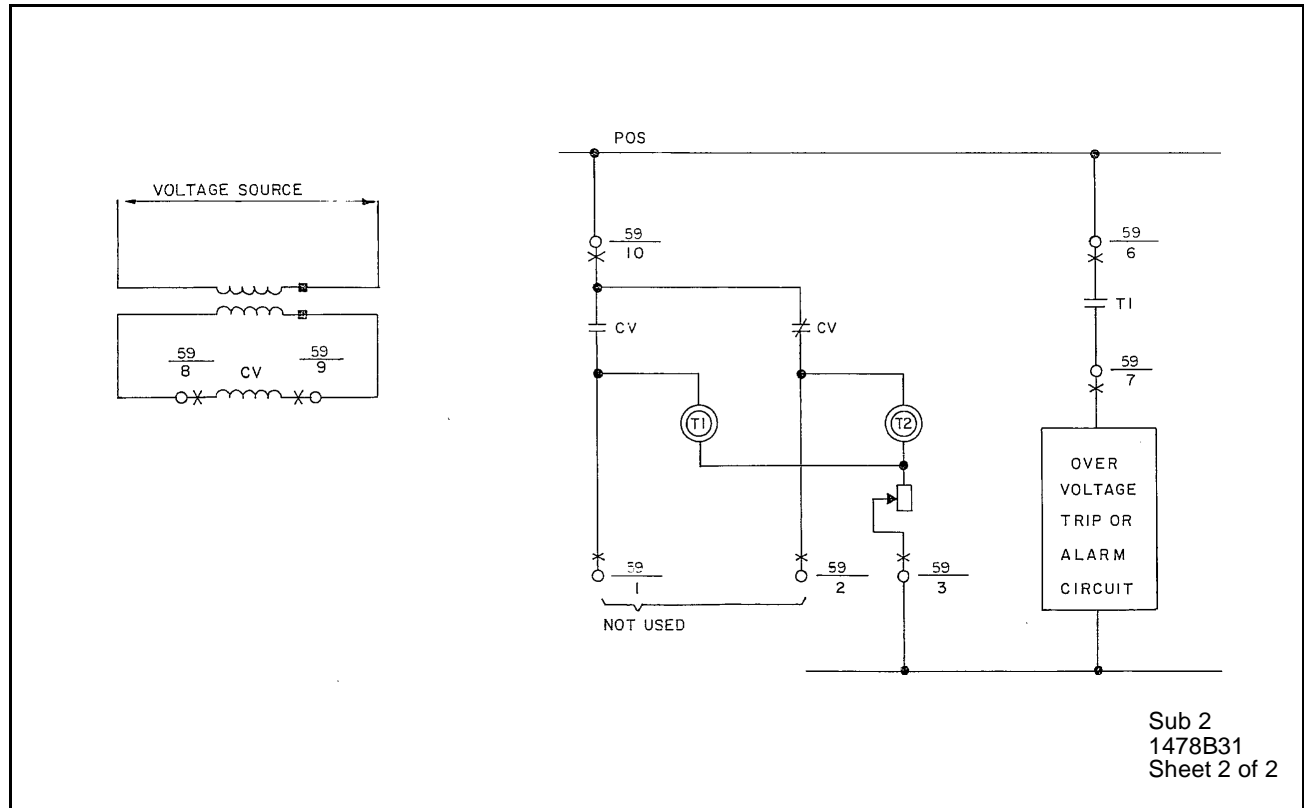 VOLTAGE SOURCE
59
8
CV
59
9
POS
59
10
CV
CV
T1
T2
59
1
59
2
59
3
NOT USED
59
6
T1
59
7
OVER
VOLTAGE
TRIP OR
ALARM
CIRCUIT
Sub 2
1478B31
Sheet 2 of 2